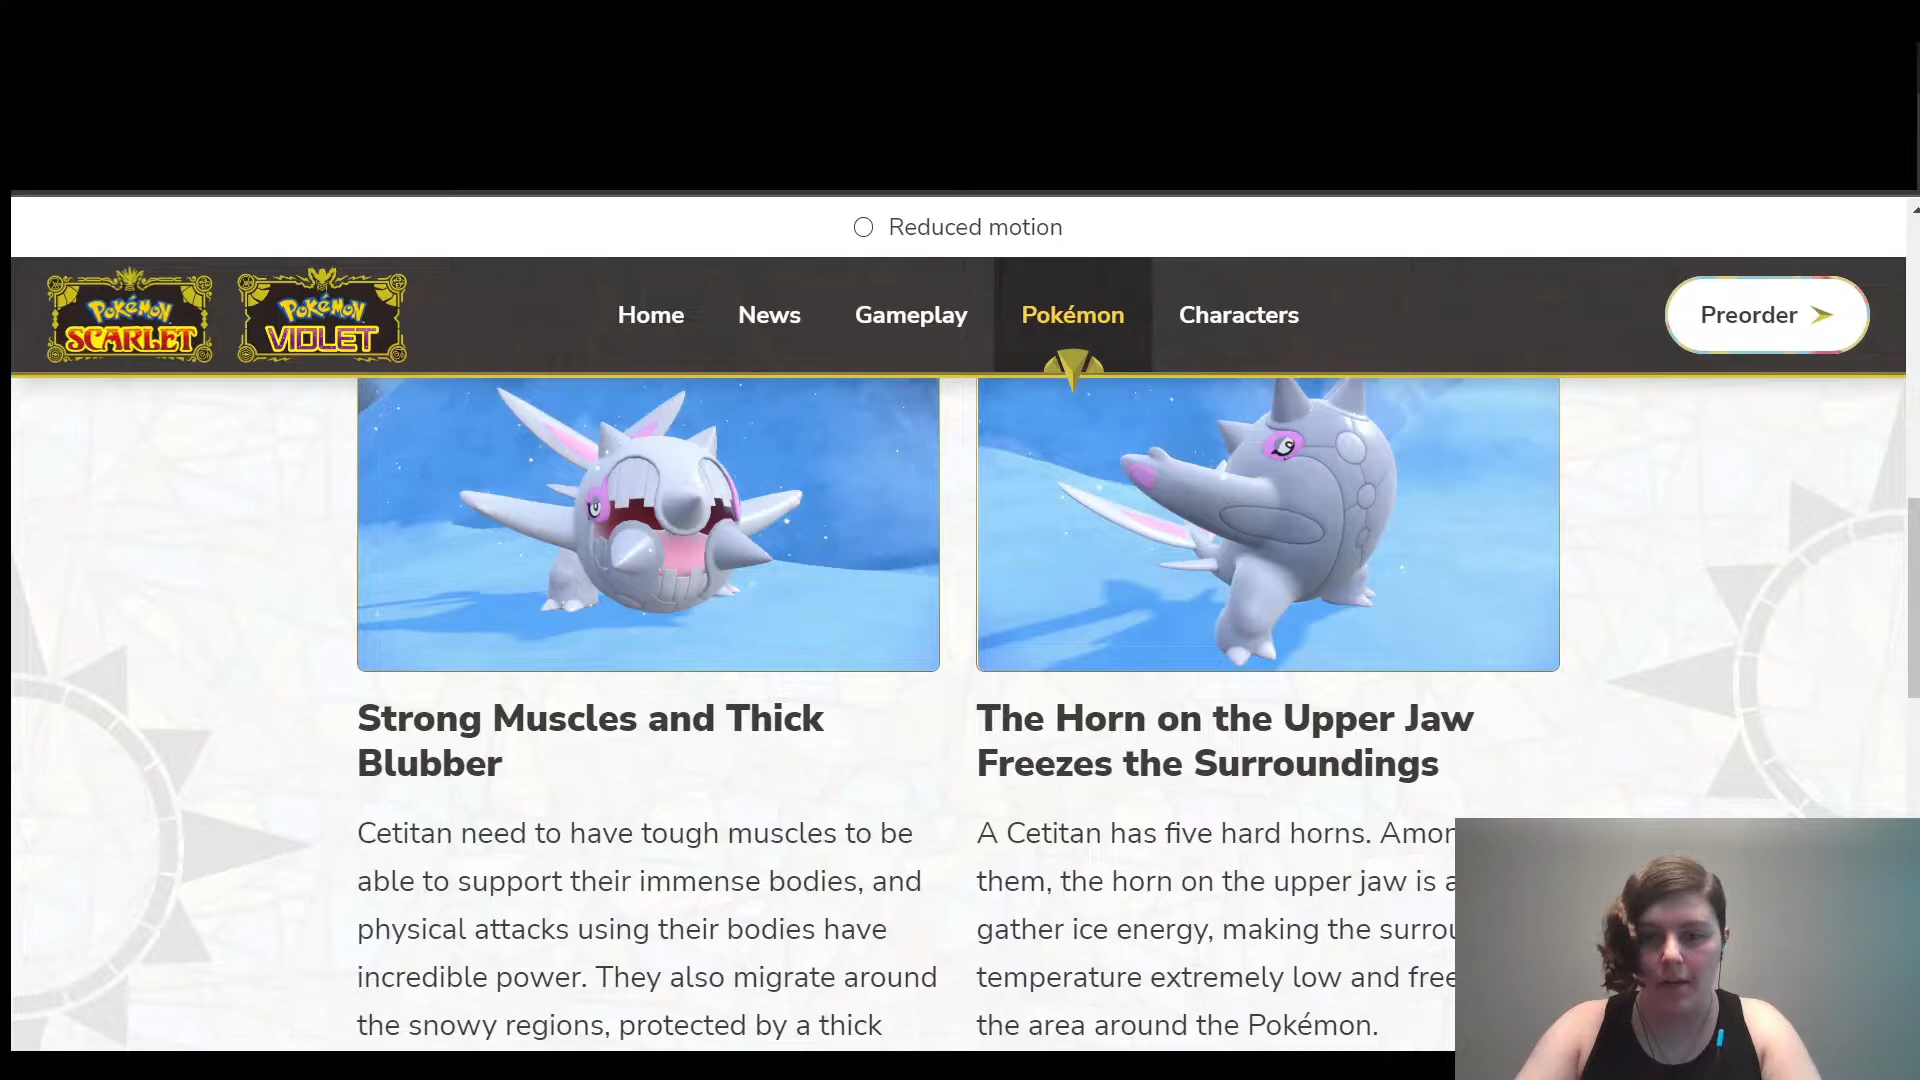 Reduced motion
POKÉMON SCARLET
POKÉMON VIOLET
Home
News
Gameplay
Pokémon
Characters
Preorder
Strong Muscles and Thick
Blubber
Cetitan need to have tough muscles to be
able to support their immense bodies, and
physical attacks using their bodies have
incredible power. They also migrate around
the snowy regions, protected by a thick
The Horn on the Upper Jaw
Freezes the Surroundings
A Cetitan has five hard horns.
them, the horn on the upper jaw is
gather ice energy, making the
temperature extremely low and
the area around the Pokémon.